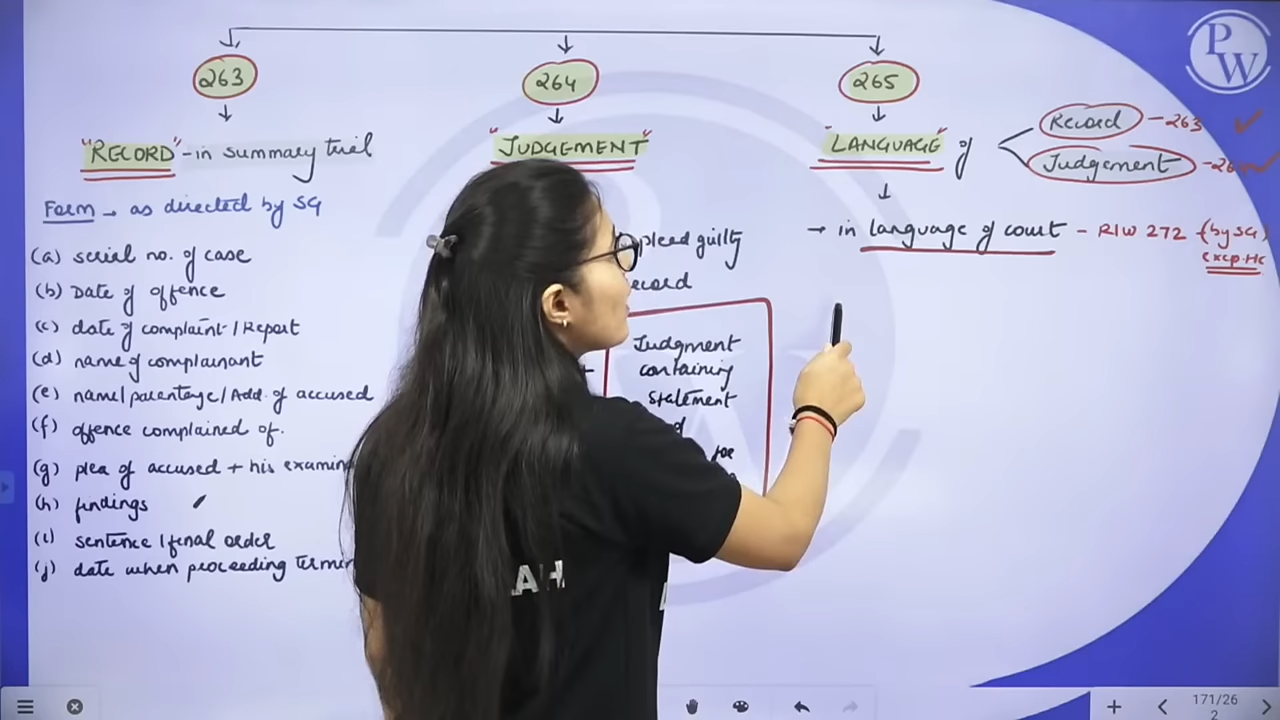 PW
263
264
265
"RECORD" - in summary trial
"JUDGEMENT"
"LANGUAGE" of
Record - 263
Judgement
Form → as directed by SG
(a) serial no. of case
(b) Date of offence
(c) date of complaint / Report
(d) name of complainant
(e) name/parentage/Add. of accused
(f) offence complained of.
(g) plea of accused + his examin
(h) findings
(i) sentence / final order
(j) date when proceeding termin
plead guilty
ecord
+
Judgment
containing
statement
→ in language of court - R/W 272 (by SG)
excp. HC
171/26
2